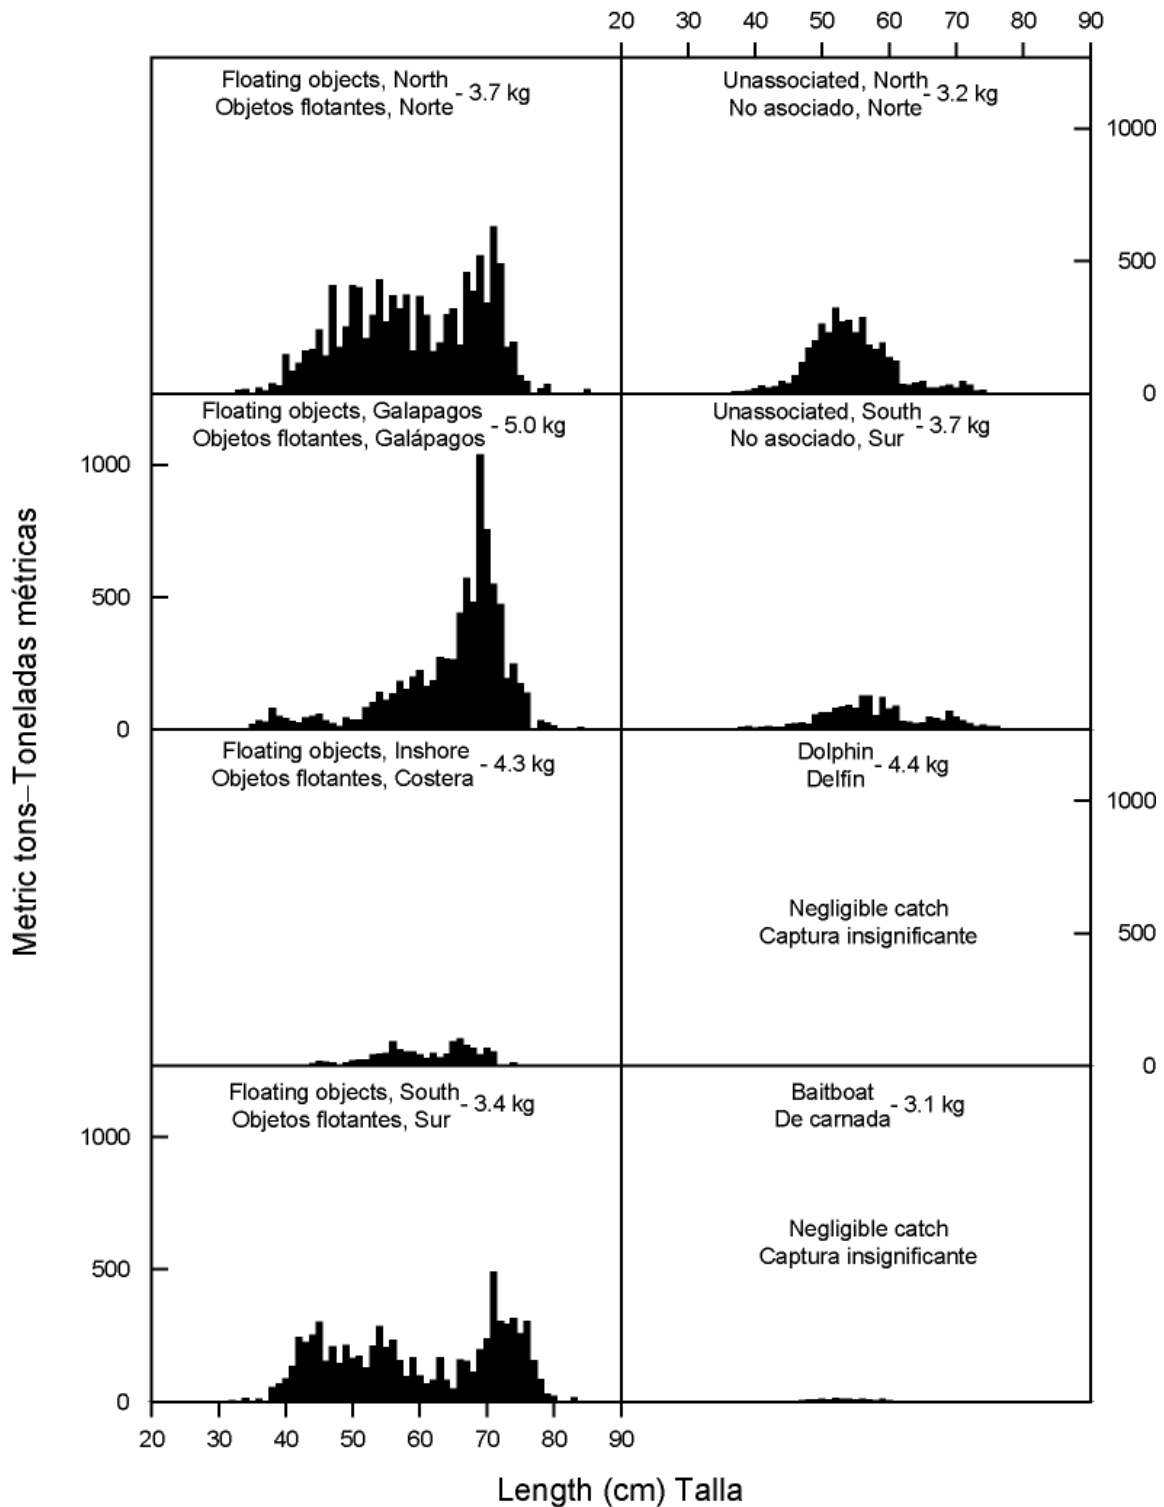 20 30 40 50 60 70 80 90
Floating objects, North
Objetos flotantes, Norte
- 3.7 kg
Unassociated, North
No asociado, Norte
- 3.2 kg
1000
500
0
Floating objects, Galapagos
Objetos flotantes, Galápagos
- 5.0 kg
Unassociated, South
No asociado, Sur
- 3.7 kg
1000
500
0
Floating objects, Inshore
Objetos flotantes, Costera
- 4.3 kg
Dolphin
Delfín
- 4.4 kg
Negligible catch
Captura insignificante
1000
500
0
Floating objects, South
Objetos flotantes, Sur
- 3.4 kg
Baitboat
De carnada
- 3.1 kg
Negligible catch
Captura insignificante
1000
500
0
20 30 40 50 60 70 80 90
Metric tons–Toneladas métricas
Length (cm) Talla